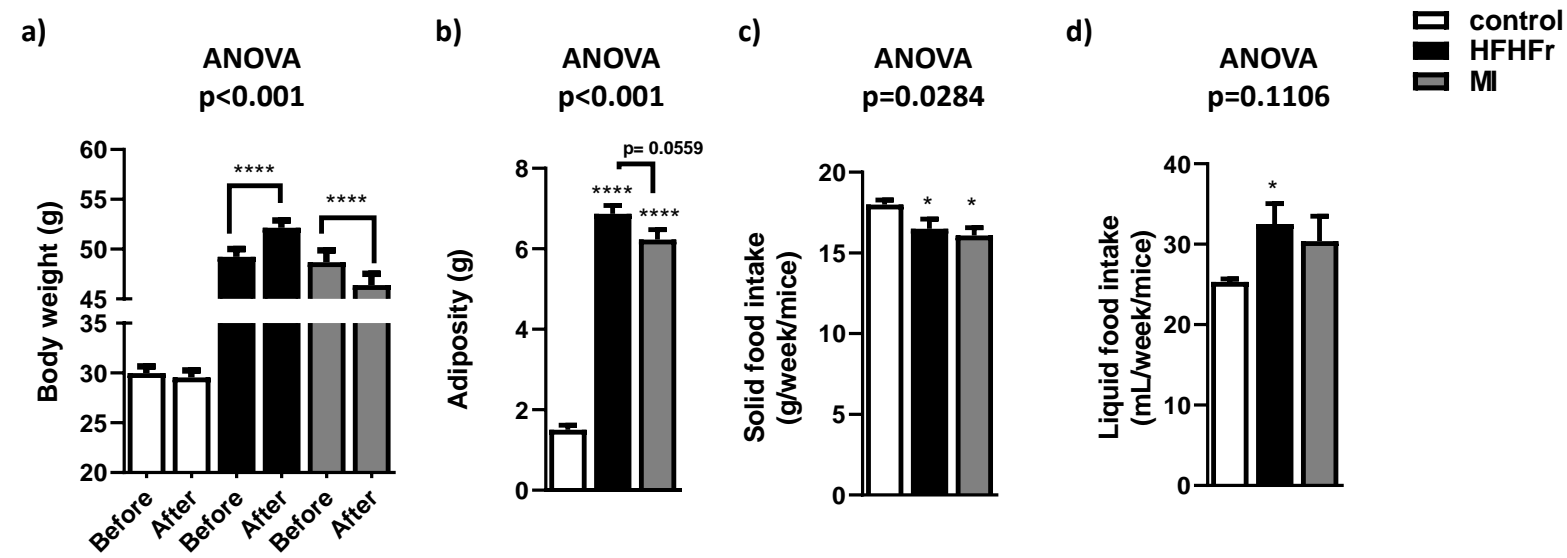 a)
ANOVA
p<0.001
Body weight (g)
60
55
50
45
35
30
25
20
****
****
Before
After
Before
After
Before
After
b)
ANOVA
p<0.001
Adiposity (g)
8
6
4
2
0
p= 0.0559
****
****
c)
ANOVA
p=0.0284
Solid food intake
(g/week/mice)
20
15
10
5
0
*
*
d)
ANOVA
p=0.1106
Liquid food intake
(mL/week/mice)
40
30
20
10
0
*
control
HFHFr
MI